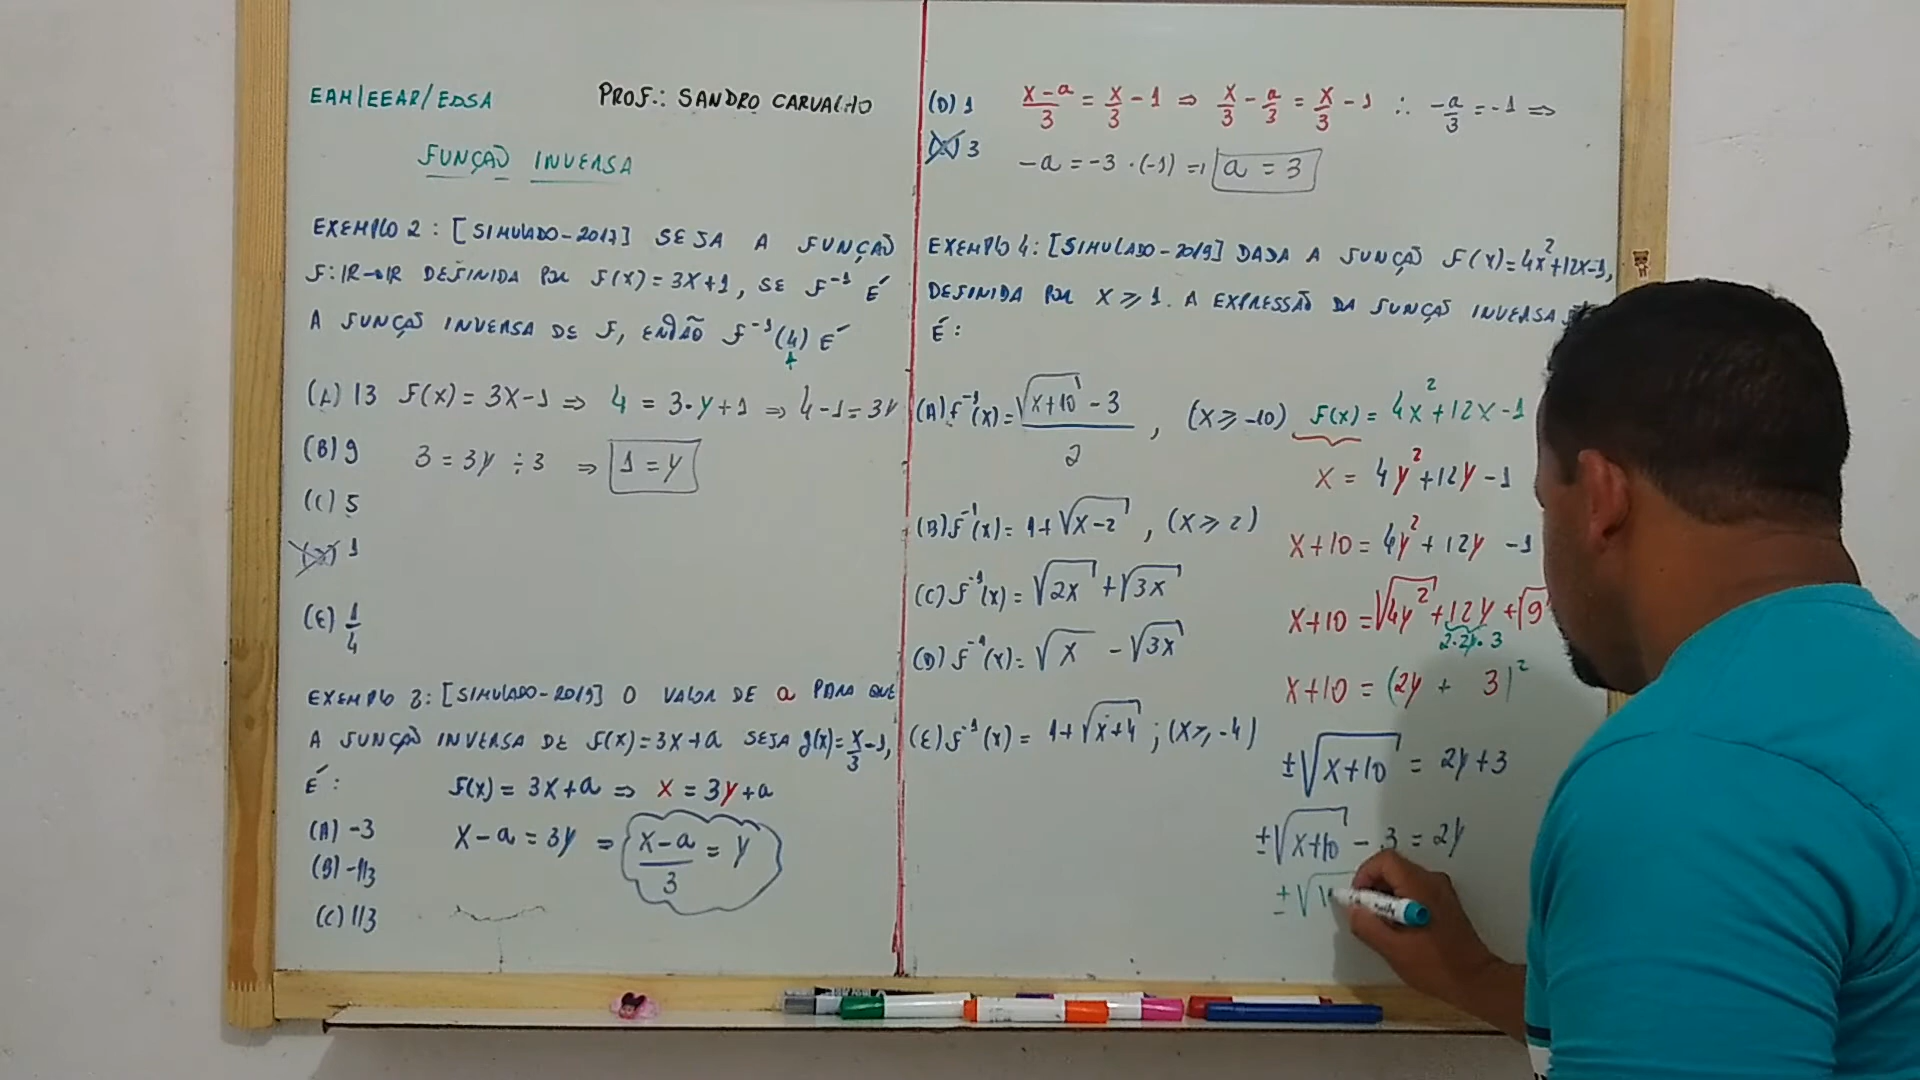 EAM/EEAR/EDSA PROF.: SANDRO CARVALHO
FUNÇÃO INVERSA
EXEMPLO 2: [SIMULADO-2017] SEJA A FUNÇÃO
F:IR→IR DEFINIDA POR F(X)=3X+1, SE F⁻¹ É
A FUNÇÃO INVERSA DE F, ENTÃO F⁻¹(4) É
(A) 13 F(X)=3X-1 ⇒ 4 = 3·Y+1 ⇒ 4-1=3Y
(B) 9 3 = 3Y ÷3 ⇒ 1 = Y
(C) 5
1
(E) 1/4
EXEMPLO 3: [SIMULADO-2019] O VALOR DE a PARA QUE
A FUNÇÃO INVERSA DE F(X)=3X+a SEJA g(X)=X/3-1,
É: F(X) = 3X+a ⇒ X = 3Y+a
(A) -3 X-a = 3Y ⇒ (X-a)/3 = Y
(B) -1/3
(C) 1/3
(D) 1 (X-a)/3 = X/3 - 1 ⇒ X/3 - a/3 = X/3 - 1 ∴ -a/3 = -1 ⇒
3 -a = -3 ·(-1) ⇒ a = 3
EXEMPLO 4: [SIMULADO-2019] DADA A FUNÇÃO F(X)=4X²+12X-1,
DEFINIDA POR X ≥ 1. A EXPRESSÃO DA FUNÇÃO INVERSA
É:
(A) F⁻¹(X)= (√(X+10) - 3)/2 , (X ≥ -10)
(B) F⁻¹(X)= 1+√(X-2) , (X ≥ 2)
(C) F⁻¹(X)= √(2X) + √(3X)
(D) F⁻¹(X)= √X - √(3X)
(E) F⁻¹(X) = 1+√(X+4) ; (X ≥ -4)
F(X) = 4X²+12X-1
X = 4Y²+12Y-1
X+10 = 4Y²+12Y -1
X+10 = √4Y² + 12Y + √9
2·2Y·3
X+10 = (2Y + 3)²
±√(X+10) = 2Y+3
±√(X+10) - 3 = 2Y
±√